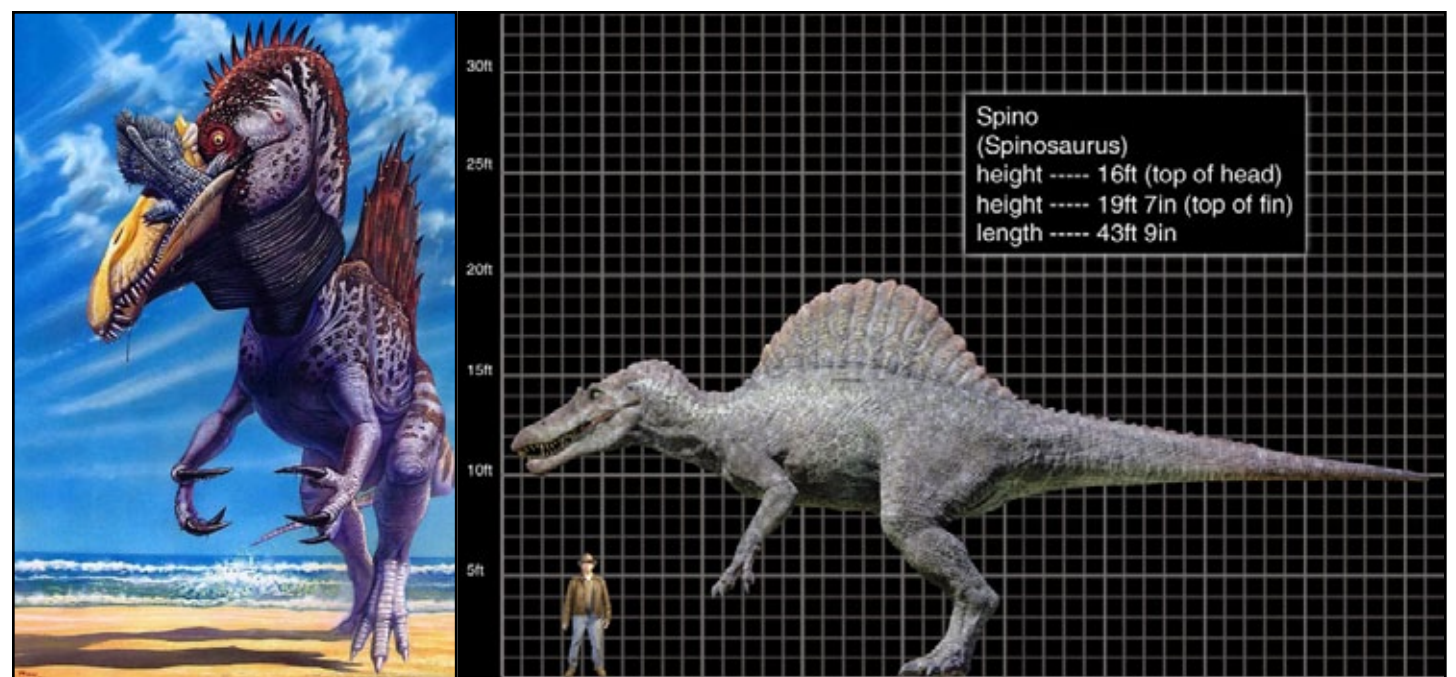 30ft
25ft
20ft
15ft
10ft
5ft
Spino
(Spinosaurus)
height ----- 16ft (top of head)
height ----- 19ft 7in (top of fin)
length ----- 43ft 9in